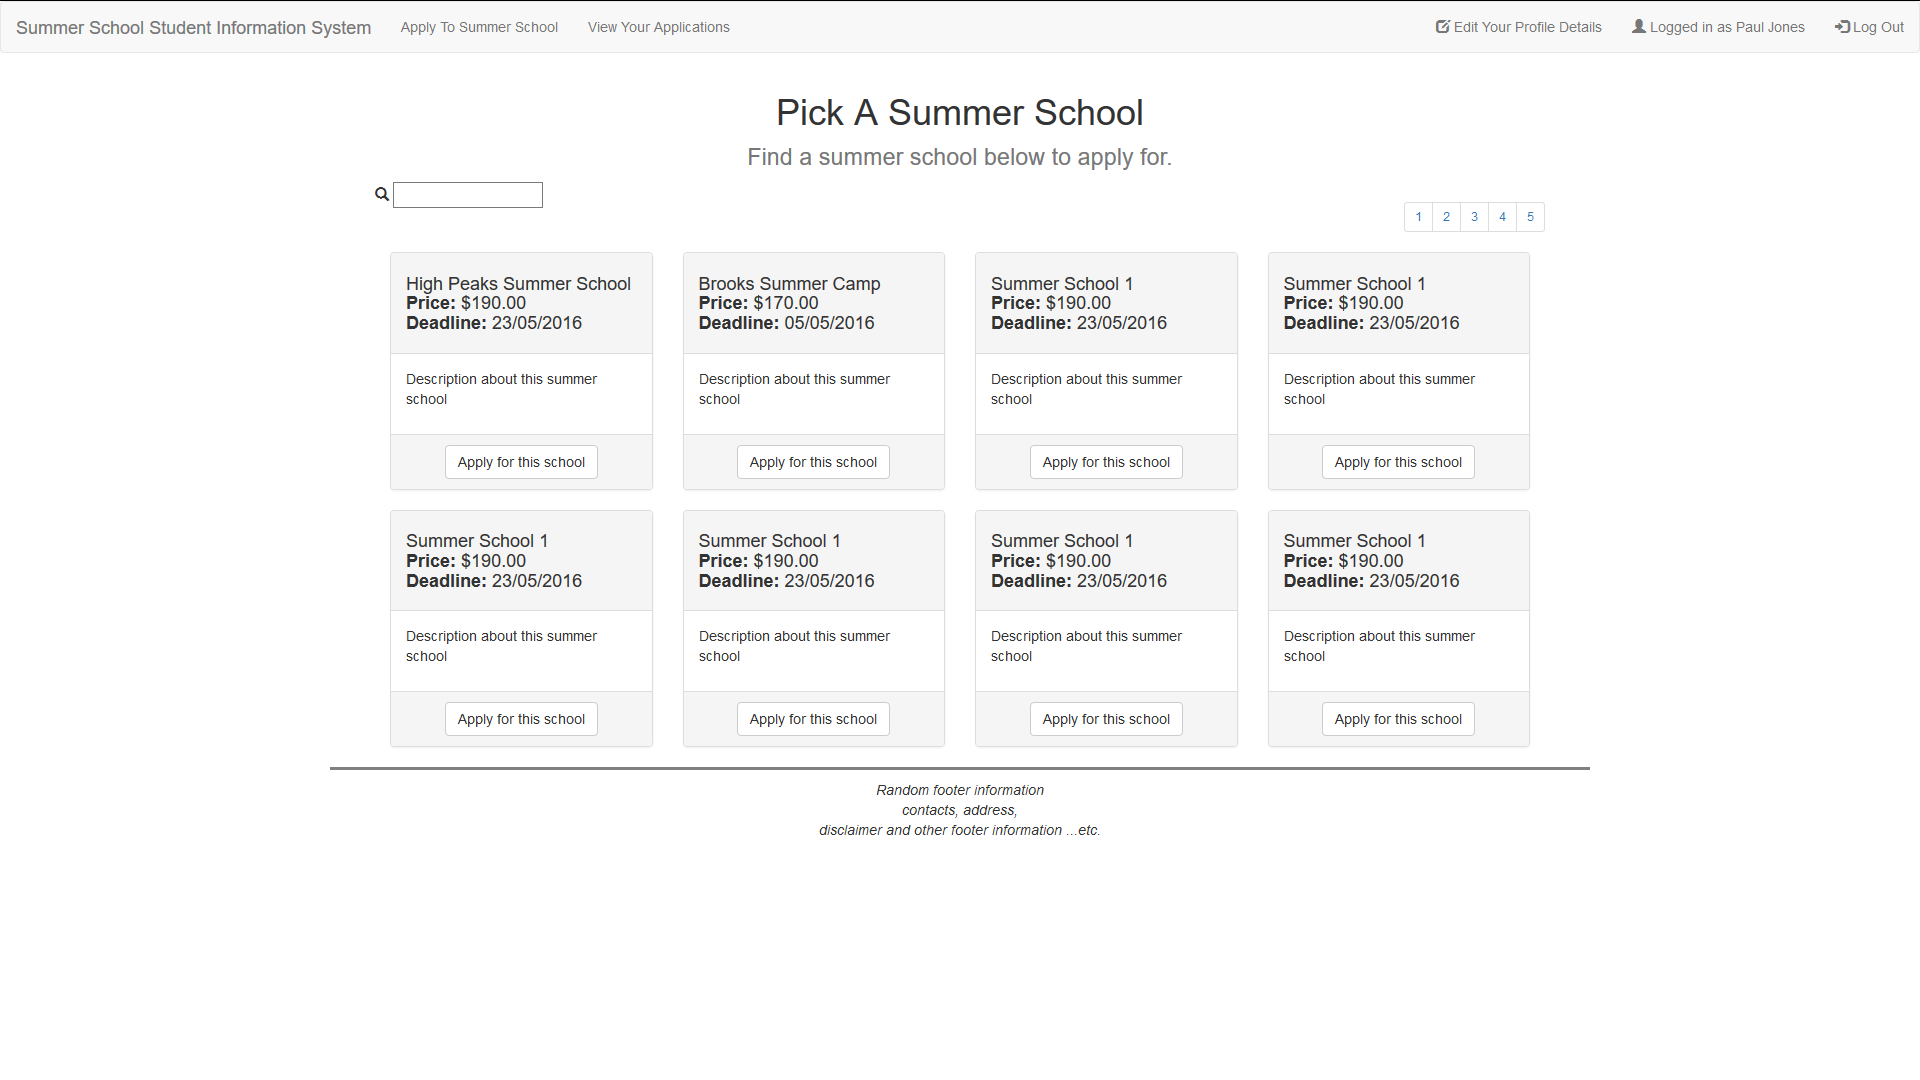 Summer School Student Information System
Apply To Summer School
View Your Applications
Edit Your Profile Details
Logged in as Paul Jones
Log Out
Pick A Summer School
Find a summer school below to apply for.
1 2 3 4 5
High Peaks Summer School
Price: $190.00
Deadline: 23/05/2016
Description about this summer
school
Apply for this school
Brooks Summer Camp
Price: $170.00
Deadline: 05/05/2016
Description about this summer
school
Apply for this school
Summer School 1
Price: $190.00
Deadline: 23/05/2016
Description about this summer
school
Apply for this school
Summer School 1
Price: $190.00
Deadline: 23/05/2016
Description about this summer
school
Apply for this school
Summer School 1
Price: $190.00
Deadline: 23/05/2016
Description about this summer
school
Apply for this school
Summer School 1
Price: $190.00
Deadline: 23/05/2016
Description about this summer
school
Apply for this school
Summer School 1
Price: $190.00
Deadline: 23/05/2016
Description about this summer
school
Apply for this school
Summer School 1
Price: $190.00
Deadline: 23/05/2016
Description about this summer
school
Apply for this school
Random footer information
contacts, address,
disclaimer and other footer information ...etc.